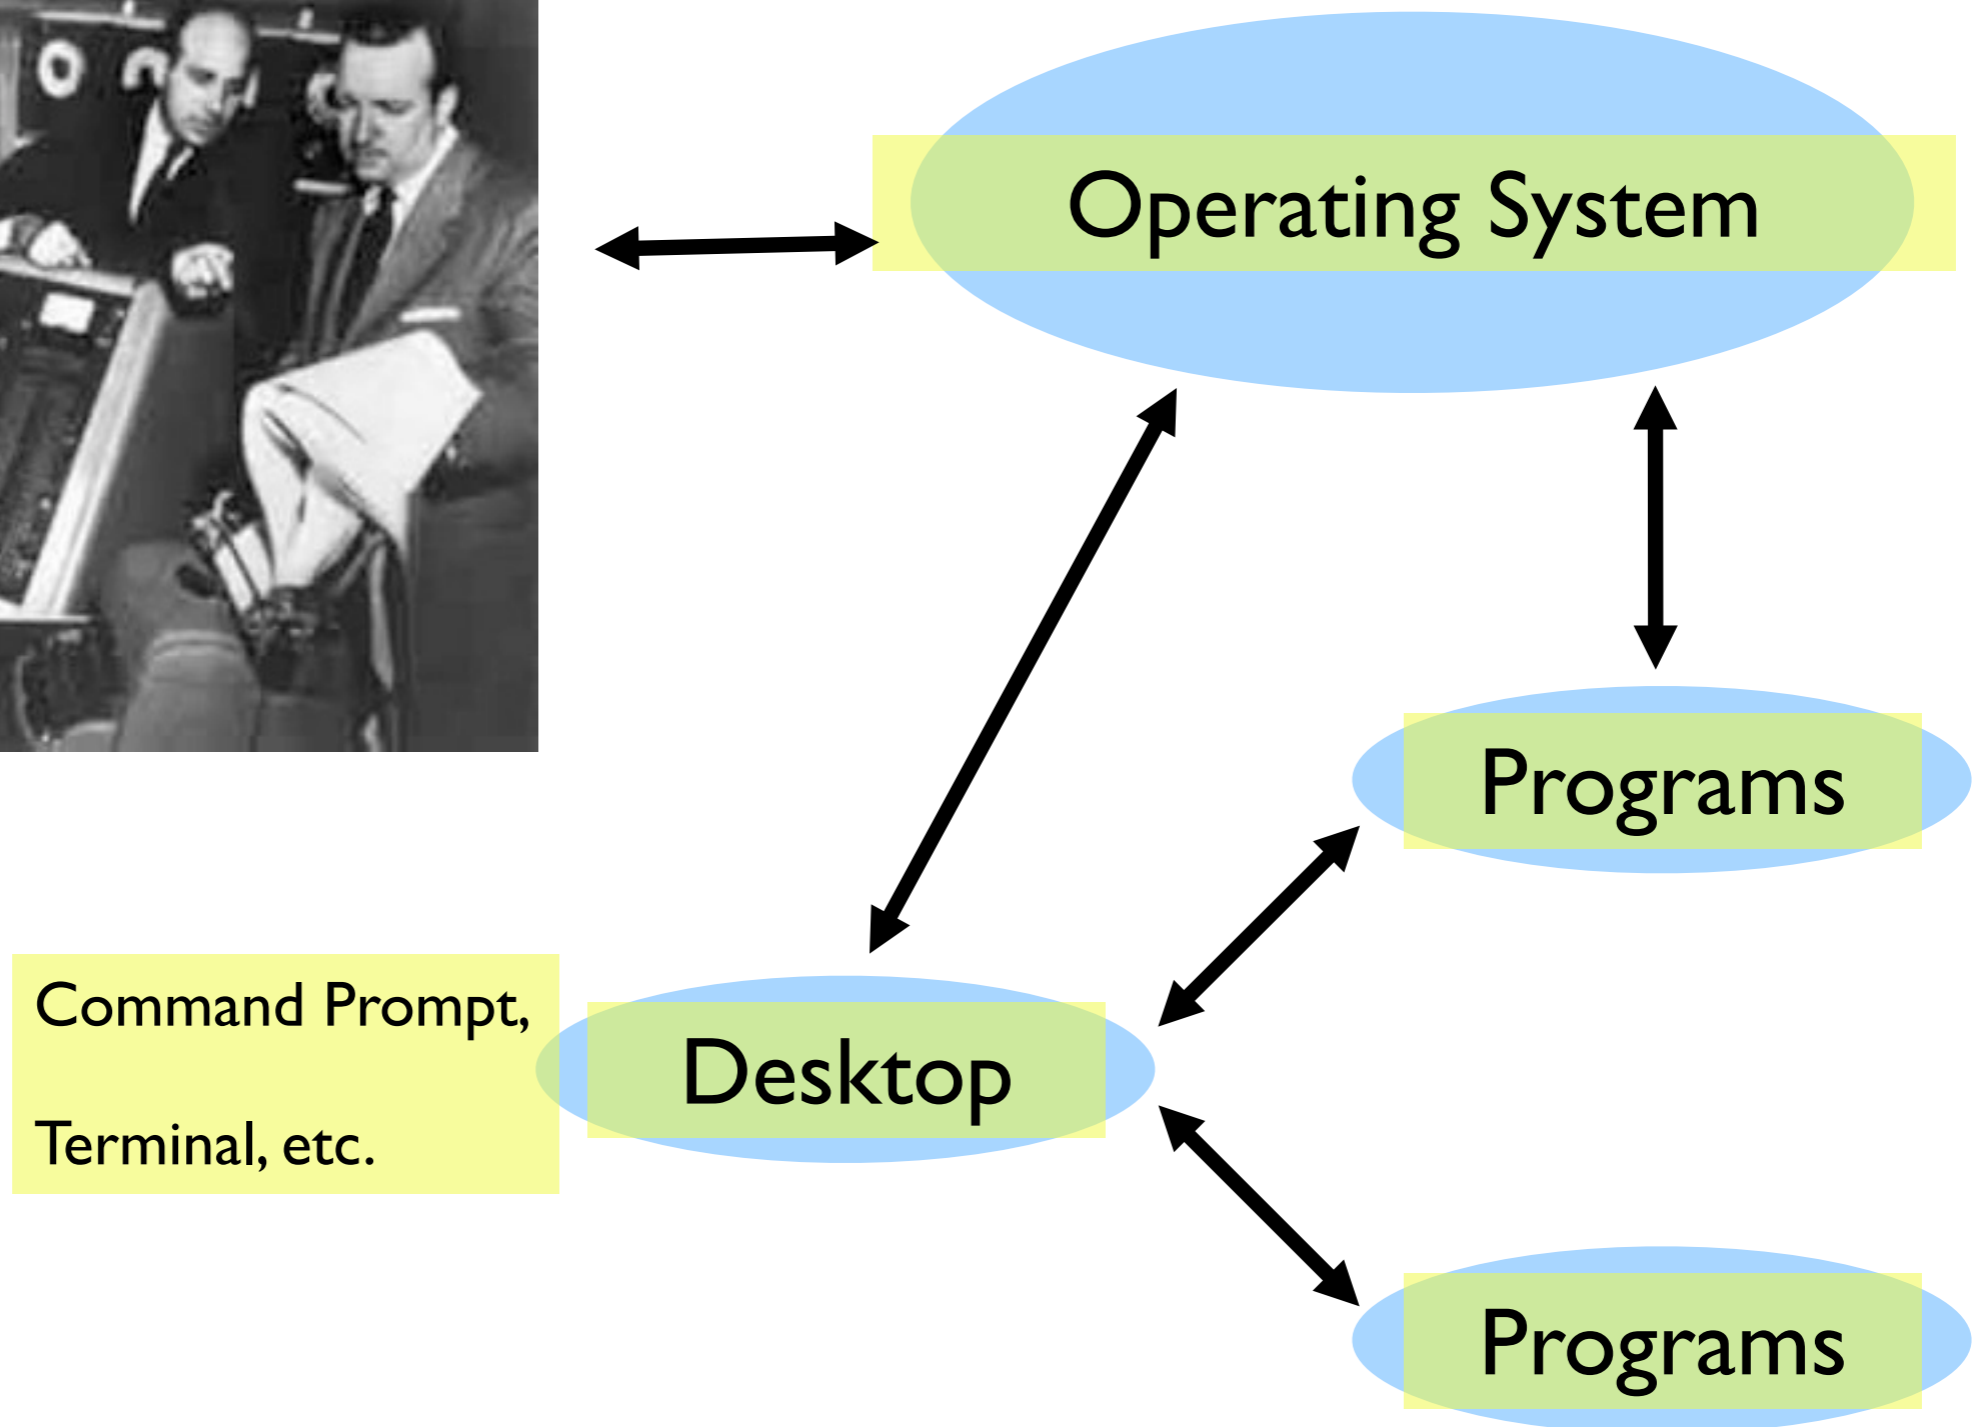 Operating System
Programs
Command Prompt,
Terminal, etc.
Desktop
Programs